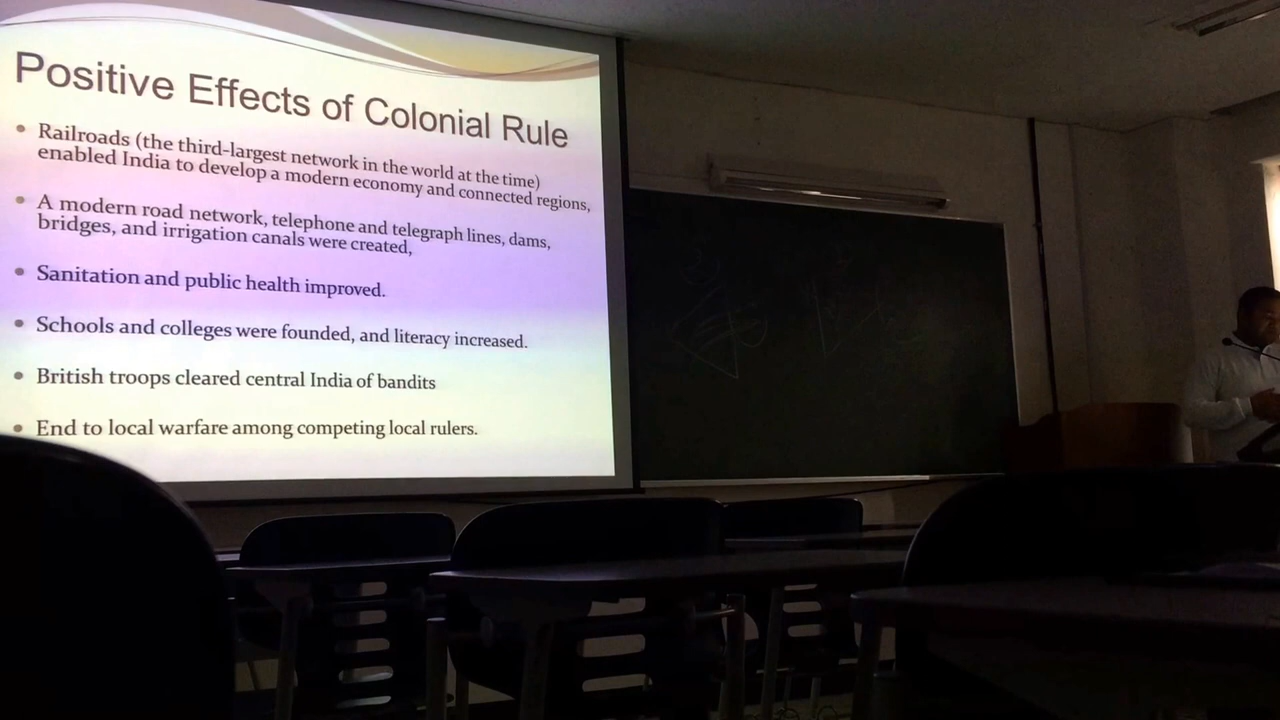 Positive Effects of Colonial Rule
• Railroads (the third-largest network in the world at the time)
enabled India to develop a modern economy and connected regions,
• A modern road network, telephone and telegraph lines, dams,
bridges, and irrigation canals were created,
• Sanitation and public health improved.
• Schools and colleges were founded, and literacy increased.
• British troops cleared central India of bandits
• End to local warfare among competing local rulers.